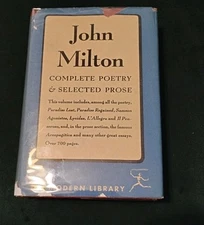 John
Milton
COMPLETE POETRY
& SELECTED PROSE
This volume includes, among all the poetry,
Paradise Lost, Paradise Regained, Samson
Agonistes, Lycidas, L'Allegro and Il Pen-
seroso, and, in the prose section, the famous
Areopagitica and many other great essays.
Over 700 pages.
MODERN LIBRARY